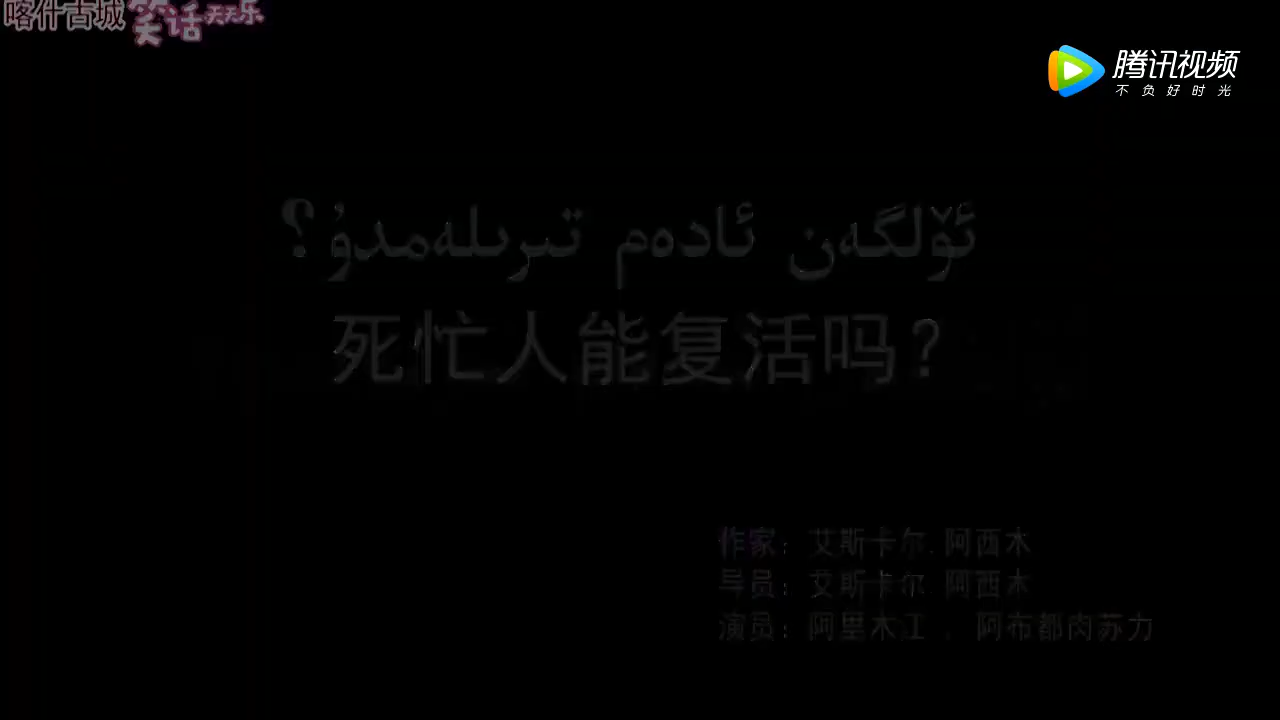 喀什古城 笑话天天乐
腾讯视频
不负好时光
ئۆلگەن ئادەم تىرىلەمدۇ؟
死忙人能复活吗？
作家：艾斯卡尔.阿西木
导员：艾斯卡尔.阿西木
演员：阿里木江 . 阿布都肉苏力